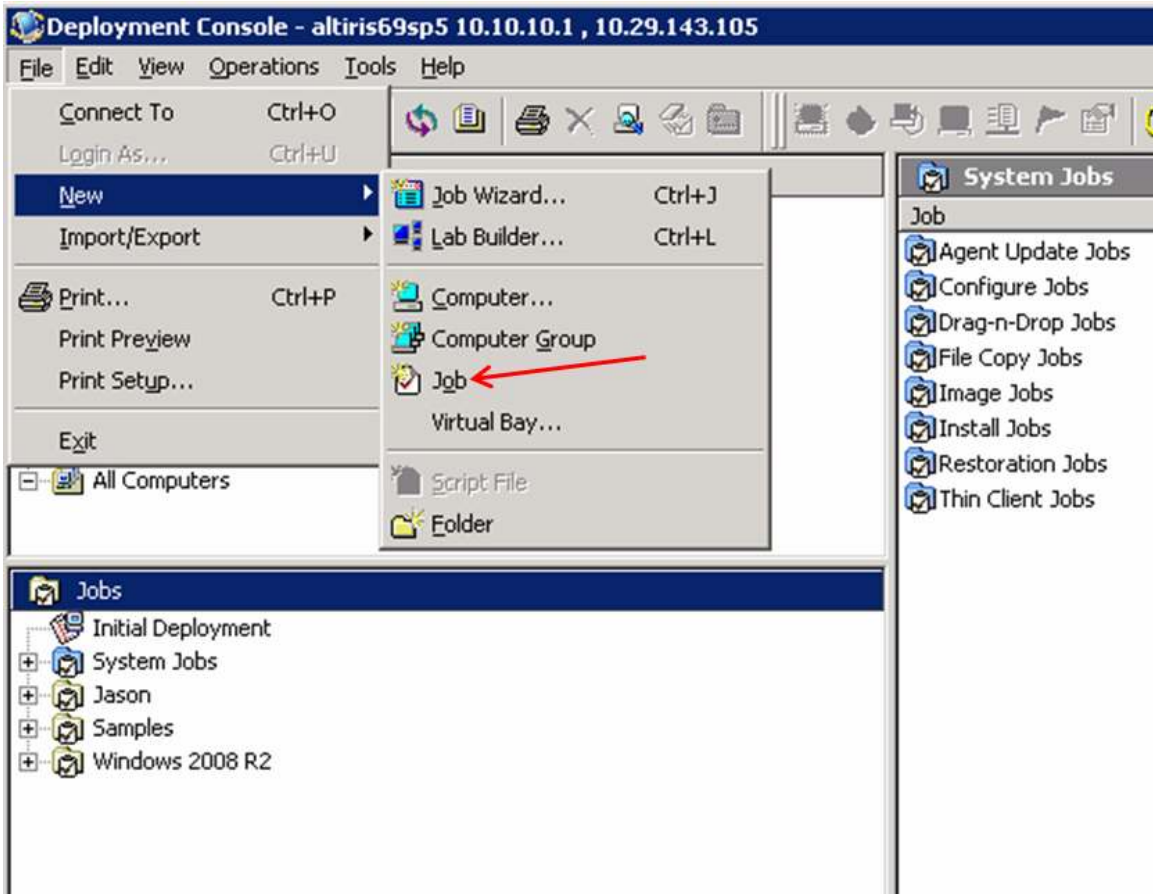 Deployment Console - altiris69sp5 10.10.10.1 , 10.29.143.105
File Edit View Operations Tools Help
Connect To Ctrl+O
Login As... Ctrl+U
New
Import/Export
Print... Ctrl+P
Print Preview
Print Setup...
Exit
Job Wizard... Ctrl+J
Lab Builder... Ctrl+L
Computer...
Computer Group
Job
Virtual Bay...
Script File
Folder
All Computers
Jobs
Initial Deployment
System Jobs
Jason
Samples
Windows 2008 R2
System Jobs
Job
Agent Update Jobs
Configure Jobs
Drag-n-Drop Jobs
File Copy Jobs
Image Jobs
Install Jobs
Restoration Jobs
Thin Client Jobs